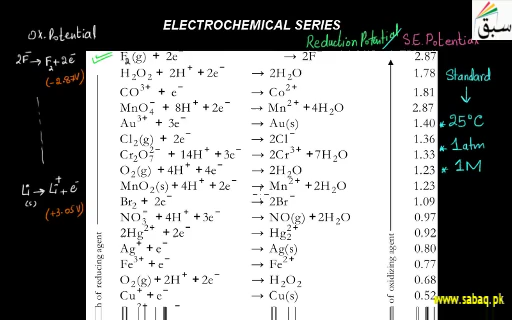 ELECTROCHEMICAL SERIES
سبق
Ox. Potential
Reduction Potential / S.E. Potential
2F⁻ → F₂ + 2e⁻
(-2.87V)
Li → Li⁺ + e⁻
(s)
(+3.05V)
F₂(g) + 2e⁻ → 2F 2.87
H₂O₂ + 2H⁺ + 2e⁻ → 2H₂O 1.78
CO³⁺ + e⁻ → Co²⁺ 1.81
MnO₄⁻ + 8H⁺ + 2e⁻ → Mn²⁺ + 4H₂O 2.87
Au³⁺ + 3e⁻ → Au(s) 1.40
Cl₂(g) + 2e⁻ → 2Cl⁻ 1.36
Cr₂O₇²⁻ + 14H⁺ + 3e⁻ → 2Cr³⁺ + 7H₂O 1.33
O₂(g) + 4H⁺ + 4e⁻ → 2H₂O 1.23
MnO₂(s) + 4H⁺ + 2e⁻ → Mn²⁺ + 2H₂O 1.23
Br₂ + 2e⁻ → 2Br⁻ 1.09
NO₃⁻ + 4H⁺ + 3e⁻ → NO(g) + 2H₂O 0.97
2Hg²⁺ + 2e⁻ → Hg₂²⁺ 0.92
Ag⁺ + e⁻ → Ag(s) 0.80
Fe³⁺ + e⁻ → Fe²⁺ 0.77
O₂(g) + 2H⁺ + 2e⁻ → H₂O₂ 0.68
Cu⁺ + e⁻ → Cu(s) 0.52
h of reducing agent
of oxidizing agent
Standard
↓
* 25°C
* 1atm
* 1M
www.sabaq.pk